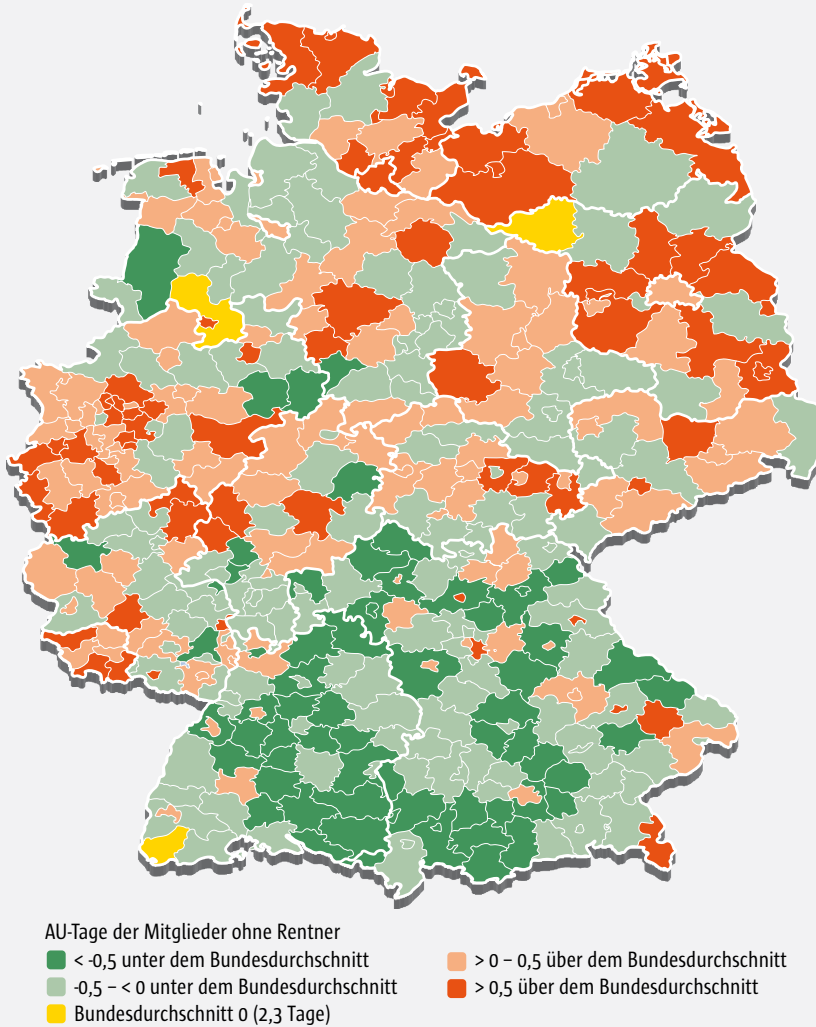 AU-Tage der Mitglieder ohne Rentner
< -0,5 unter dem Bundesdurchschnitt
-0,5 – < 0 unter dem Bundesdurchschnitt
Bundesdurchschnitt 0 (2,3 Tage)
> 0 – 0,5 über dem Bundesdurchschnitt
> 0,5 über dem Bundesdurchschnitt